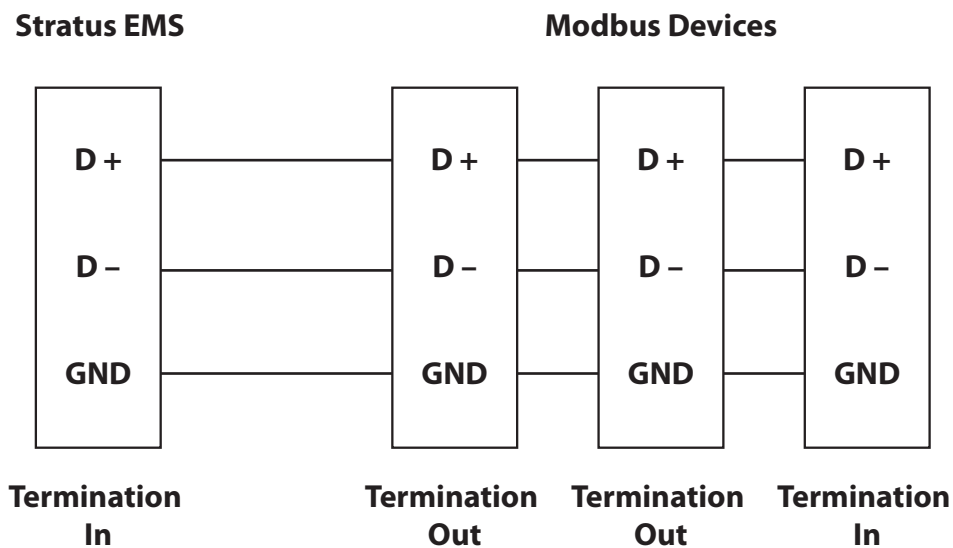 Stratus EMS
Modbus Devices
D + D + D + D +
D – D – D – D –
GND GND GND GND
Termination In
Termination Out
Termination Out
Termination In